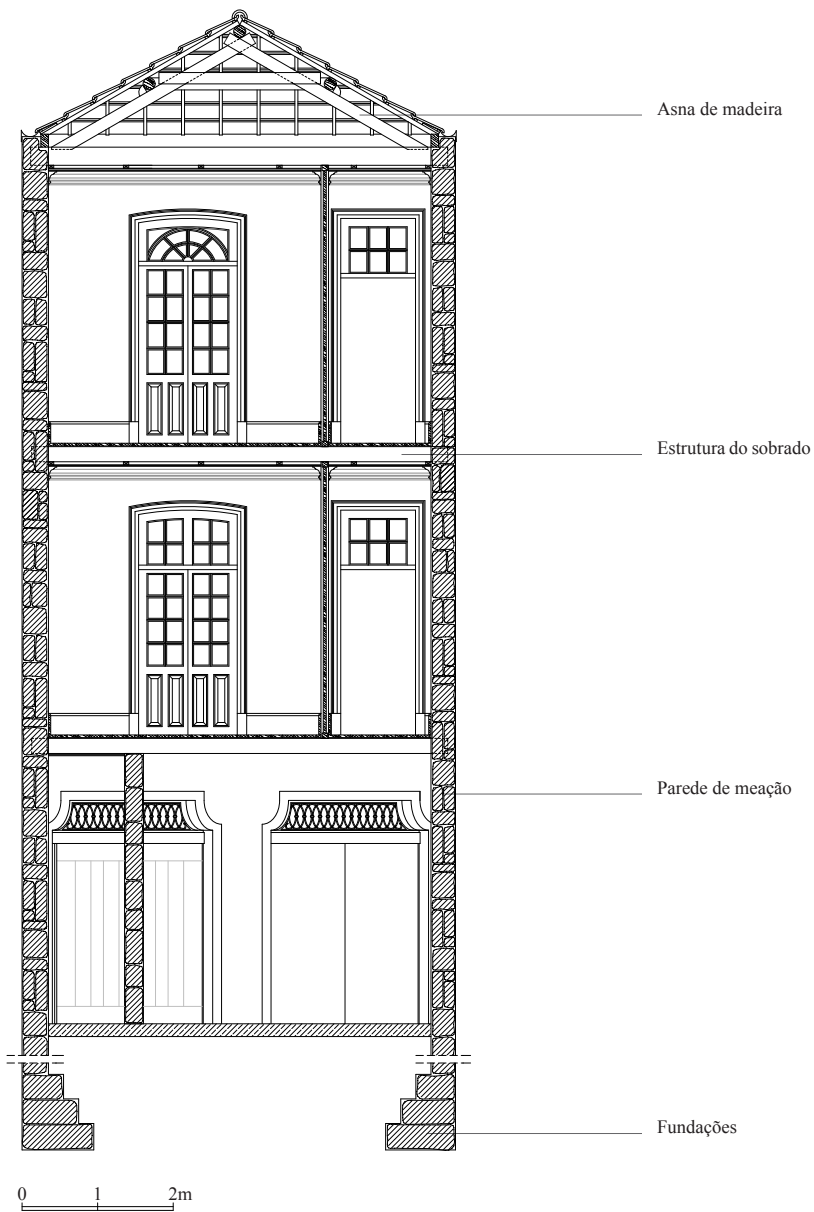 Asna de madeira
Estrutura do sobrado
Parede de meação
Fundações
0 1 2m